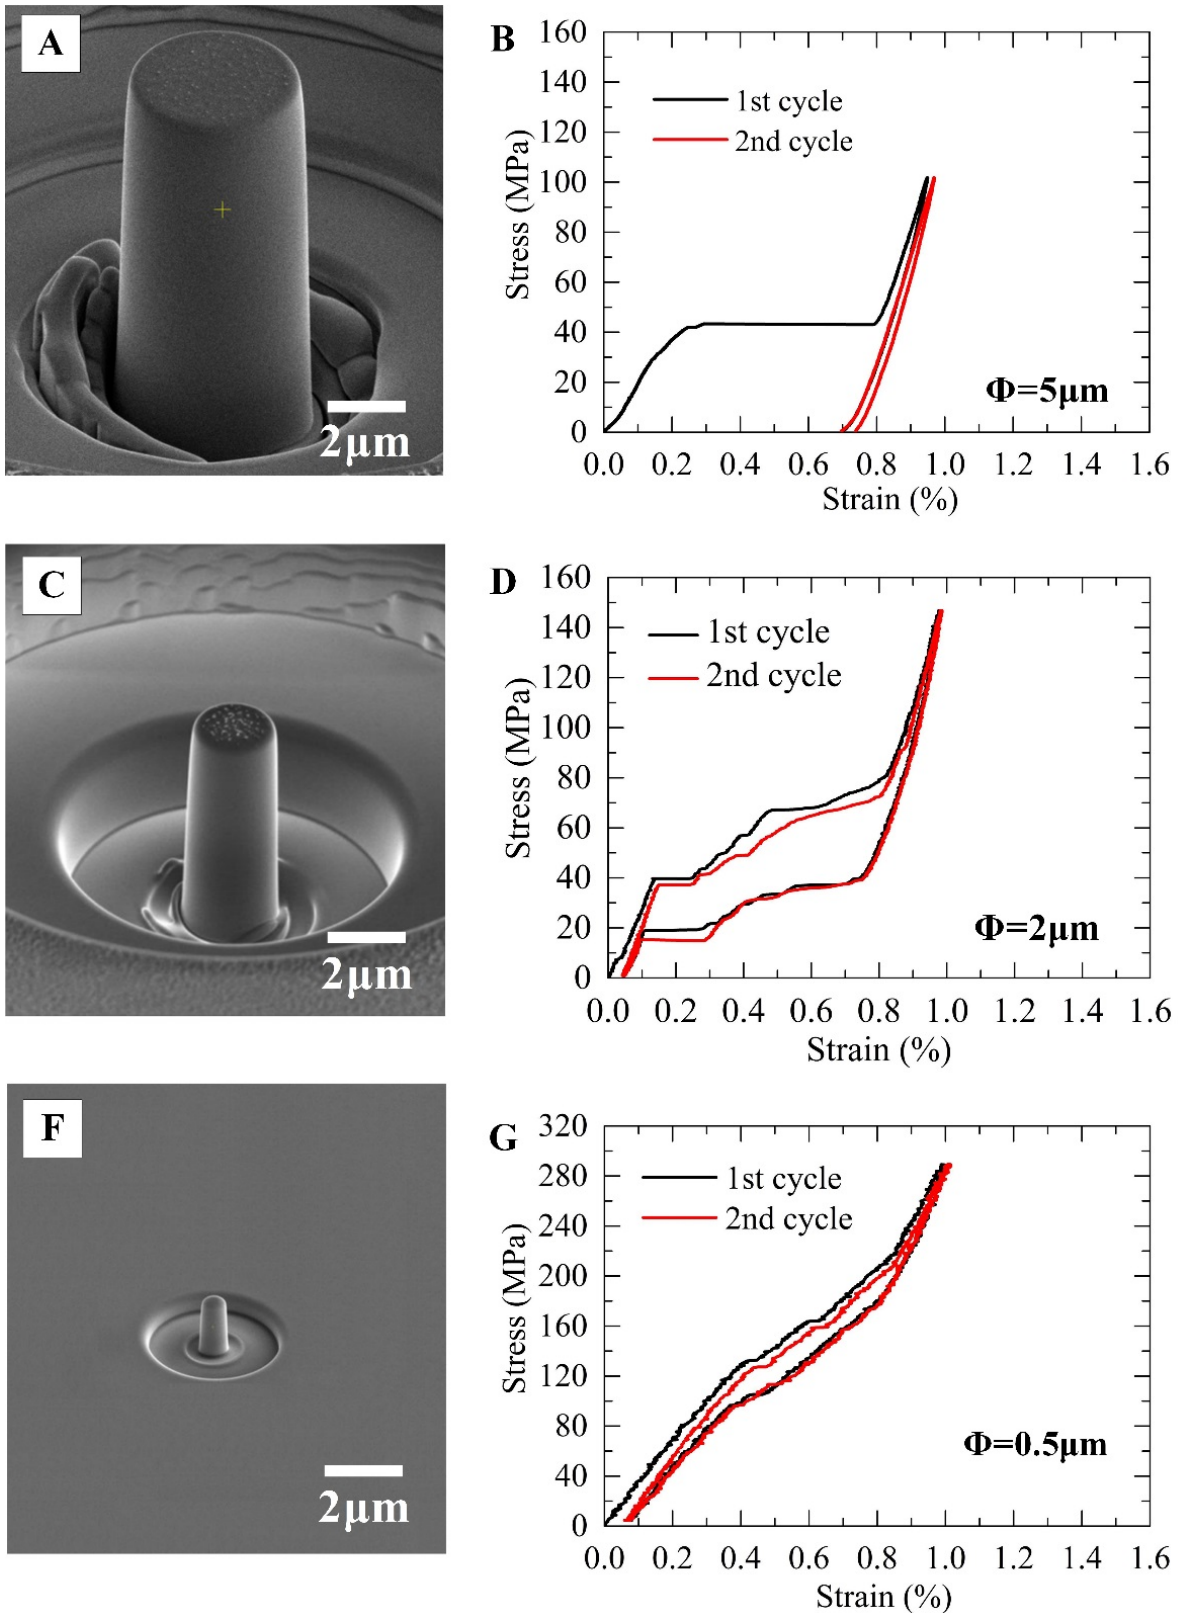 A
2µm
B
160
140
120
100
80
60
40
20
0
Stress (MPa)
1st cycle
2nd cycle
Φ=5µm
0.0 0.2 0.4 0.6 0.8 1.0 1.2 1.4 1.6
Strain (%)
C
2µm
D
160
140
120
100
80
60
40
20
0
Stress (MPa)
1st cycle
2nd cycle
Φ=2µm
0.0 0.2 0.4 0.6 0.8 1.0 1.2 1.4 1.6
Strain (%)
F
2µm
G
320
280
240
200
160
120
80
40
0
Stress (MPa)
1st cycle
2nd cycle
Φ=0.5µm
0.0 0.2 0.4 0.6 0.8 1.0 1.2 1.4 1.6
Strain (%)